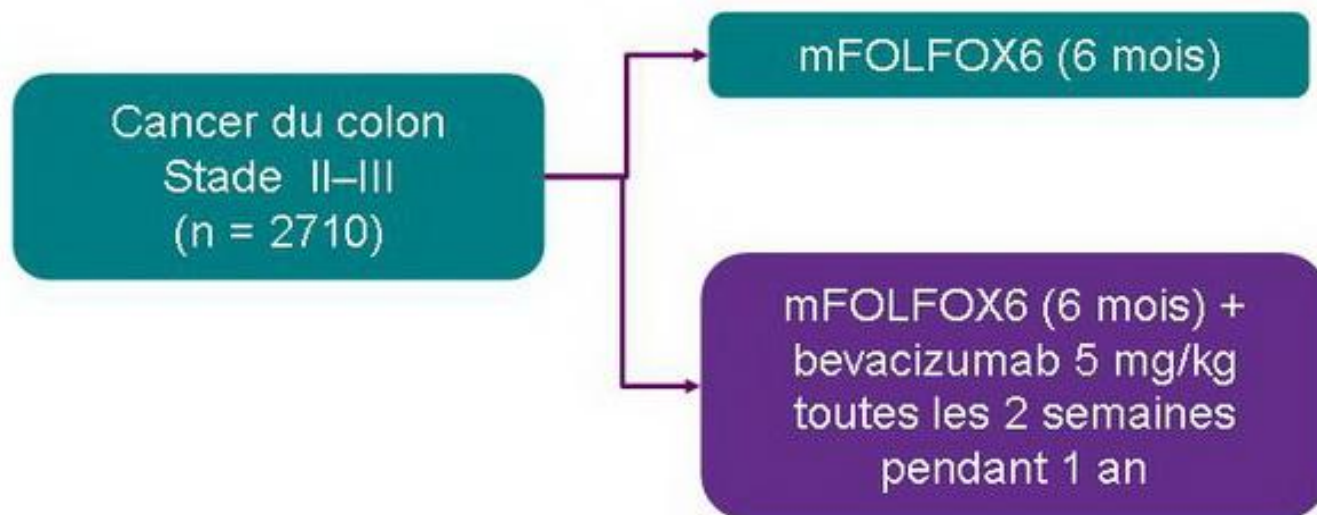 Cancer du colon
Stade II–III
(n = 2710)
mFOLFOX6 (6 mois)
mFOLFOX6 (6 mois) +
bevacizumab 5 mg/kg
toutes les 2 semaines
pendant 1 an